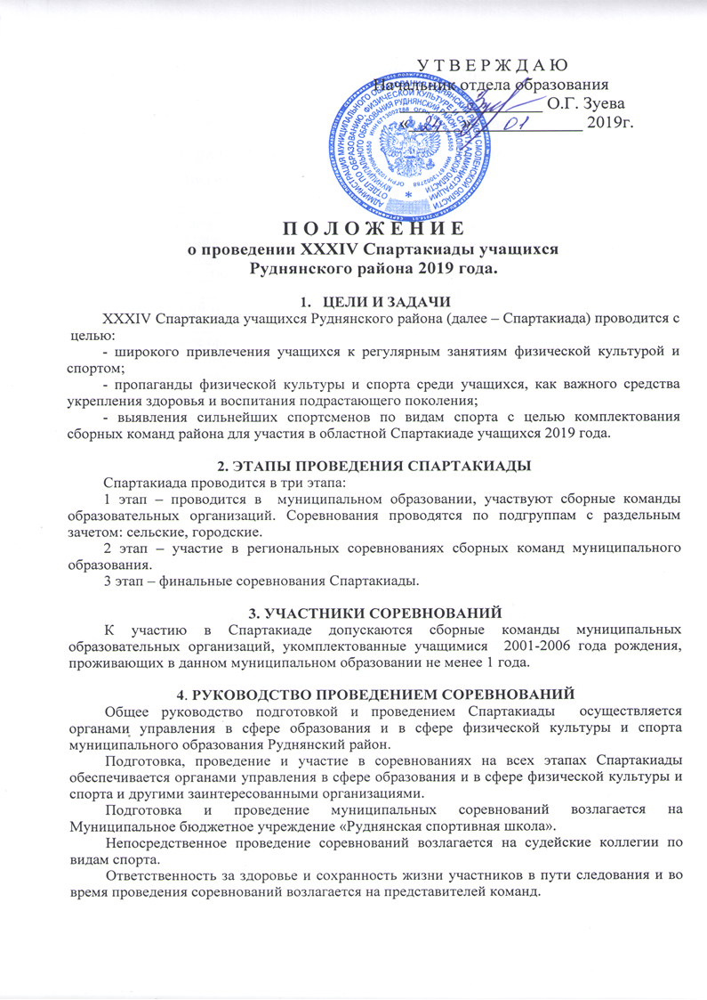 У Т В Е Р Ж Д А Ю
Начальник отдела образования
О.Г. Зуева
« » 01 2019г.
П О Л О Ж Е Н И Е
о проведении XXXIV Спартакиады учащихся
Руднянского района 2019 года.
1. ЦЕЛИ И ЗАДАЧИ
XXXIV Спартакиада учащихся Руднянского района (далее – Спартакиада) проводится с
целью:
- широкого привлечения учащихся к регулярным занятиям физической культурой и
спортом;
- пропаганды физической культуры и спорта среди учащихся, как важного средства
укрепления здоровья и воспитания подрастающего поколения;
- выявления сильнейших спортсменов по видам спорта с целью комплектования
сборных команд района для участия в областной Спартакиаде учащихся 2019 года.
2. ЭТАПЫ ПРОВЕДЕНИЯ СПАРТАКИАДЫ
Спартакиада проводится в три этапа:
1 этап – проводится в муниципальном образовании, участвуют сборные команды
образовательных организаций. Соревнования проводятся по подгруппам с раздельным
зачетом: сельские, городские.
2 этап – участие в региональных соревнованиях сборных команд муниципального
образования.
3 этап – финальные соревнования Спартакиады.
3. УЧАСТНИКИ СОРЕВНОВАНИЙ
К участию в Спартакиаде допускаются сборные команды муниципальных
образовательных организаций, укомплектованные учащимися 2001-2006 года рождения,
проживающих в данном муниципальном образовании не менее 1 года.
4. РУКОВОДСТВО ПРОВЕДЕНИЕМ СОРЕВНОВАНИЙ
Общее руководство подготовкой и проведением Спартакиады осуществляется
органами управления в сфере образования и в сфере физической культуры и спорта
муниципального образования Руднянский район.
Подготовка, проведение и участие в соревнованиях на всех этапах Спартакиады
обеспечивается органами управления в сфере образования и в сфере физической культуры и
спорта и другими заинтересованными организациями.
Подготовка и проведение муниципальных соревнований возлагается на
Муниципальное бюджетное учреждение «Руднянская спортивная школа».
Непосредственное проведение соревнований возлагается на судейские коллегии по
видам спорта.
Ответственность за здоровье и сохранность жизни участников в пути следования и во
время проведения соревнований возлагается на представителей команд.